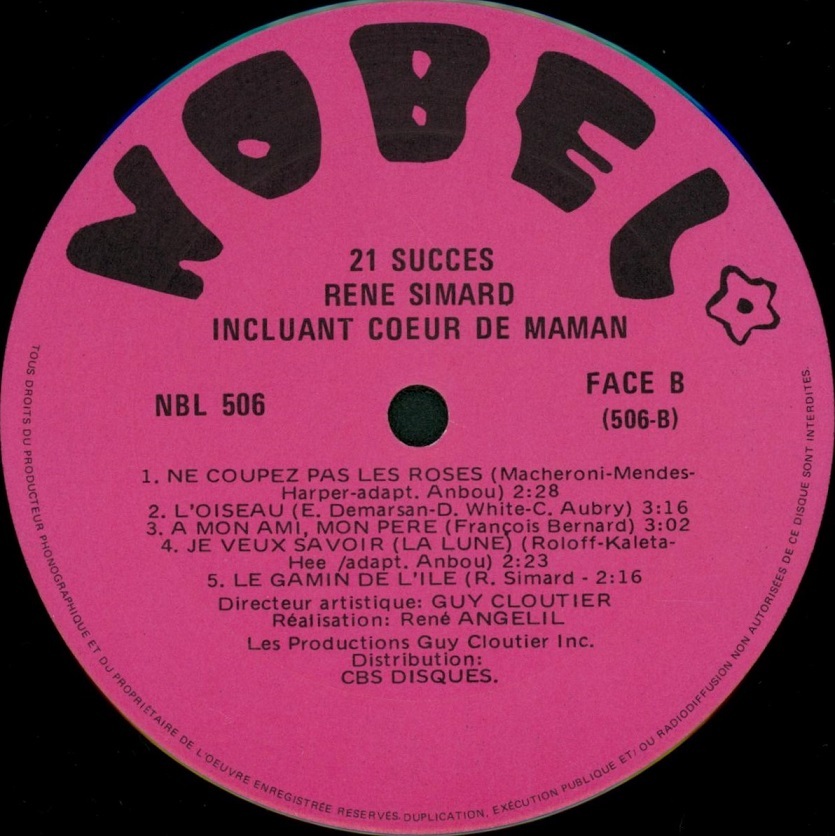 NOBEL
21 SUCCES
RENE SIMARD
INCLUANT COEUR DE MAMAN
NBL 506
FACE B
(506-B)
1. NE COUPEZ PAS LES ROSES (Macheroni-Mendes-
Harper-adapt. Anbou) 2:28
2. L'OISEAU (E. Demarsan-D. White-C. Aubry) 3:16
3. A MON AMI, MON PERE (François Bernard) 3:02
4. JE VEUX SAVOIR (LA LUNE) (Roloff-Kaleta-
Hee /adapt. Anbou) 2:23
5. LE GAMIN DE L'ILE (R. Simard - 2:16
Directeur artistique: GUY CLOUTIER
Réalisation: René ANGELIL
Les Productions Guy Cloutier Inc.
Distribution:
CBS DISQUES.
TOUS DROITS DU PRODUCTEUR PHONOGRAPHIQUE ET DU PROPRIÉTAIRE DE L'OEUVRE ENREGISTRÉE RÉSERVÉS. DUPLICATION, EXÉCUTION PUBLIQUE ET/ OU RADIODIFFUSION NON AUTORISÉES DE CE DISQUE SONT INTERDITES.